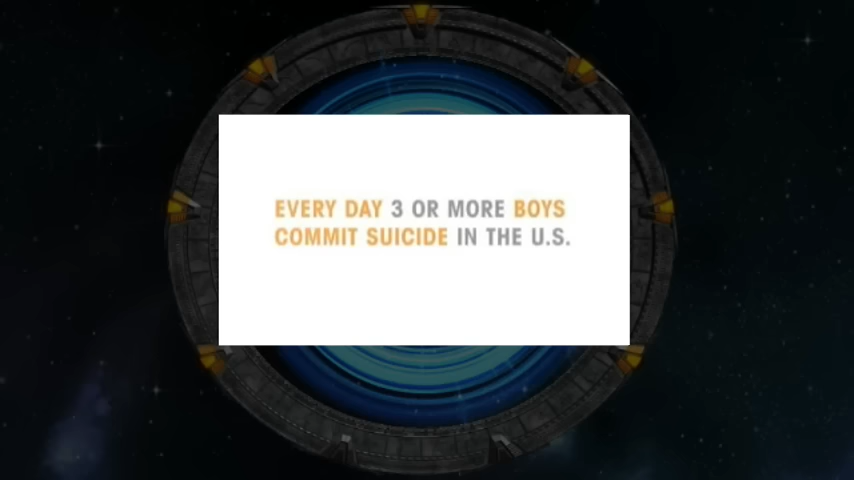 EVERY DAY 3 OR MORE BOYS
COMMIT SUICIDE IN THE U.S.